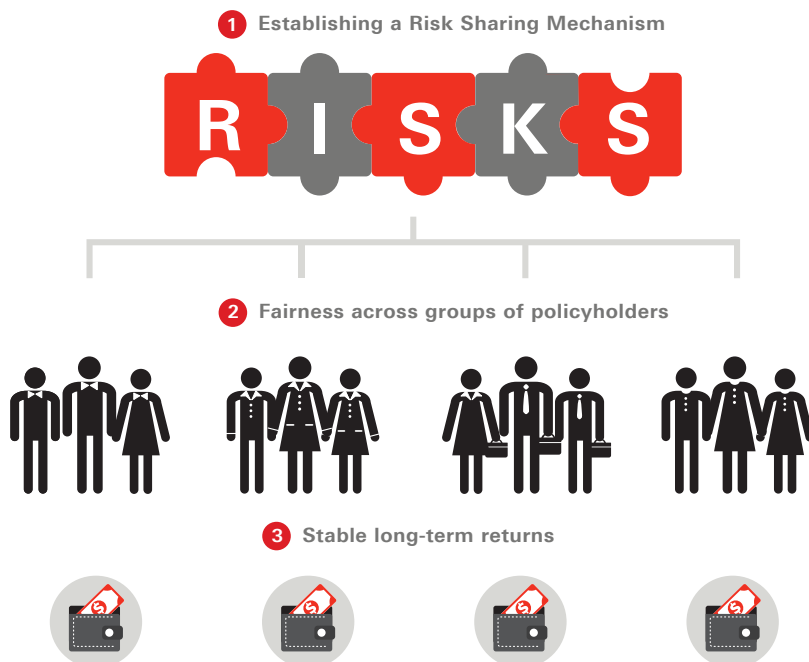 1 Establishing a Risk Sharing Mechanism
RISKS
2 Fairness across groups of policyholders
3 Stable long-term returns
$ $ $ $